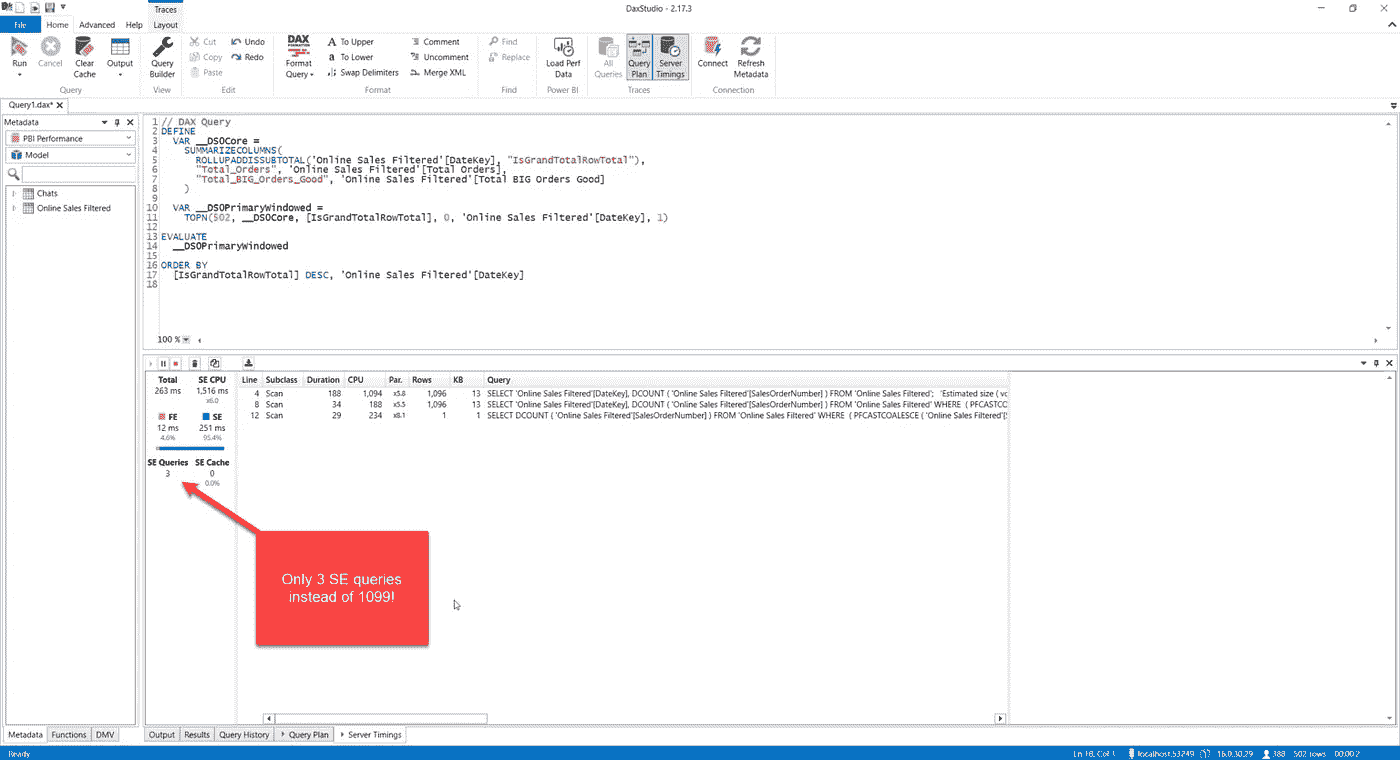 DaxStudio - 2.17.3
Traces
File Home Advanced Help Layout
Run
Cancel
Clear Cache
Output
Query
Query Builder
View
Cut
Copy
Paste
Undo
Redo
Edit
DAX
FORMATTER
Format Query
To Upper
To Lower
Swap Delimiters
Comment
Uncomment
Merge XML
Format
Find
Replace
Find
Load Perf Data
Power BI
All Queries
Query Plan
Server Timings
Traces
Connect
Refresh Metadata
Connection
Query1.dax*
Metadata
PBI Performance
Model
Chats
Online Sales Filtered
1 // DAX Query
2 DEFINE
3 VAR __DS0Core =
4 SUMMARIZECOLUMNS(
5 ROLLUPADDISSUBTOTAL('Online Sales Filtered'[DateKey], "IsGrandTotalRowTotal"),
6 "Total_Orders", 'Online Sales Filtered'[Total Orders],
7 "Total_BIG_Orders_Good", 'Online Sales Filtered'[Total BIG Orders Good]
8 )
9
10 VAR __DS0PrimaryWindowed =
11 TOPN(502, __DS0Core, [IsGrandTotalRowTotal], 0, 'Online Sales Filtered'[DateKey], 1)
12
13 EVALUATE
14 __DS0PrimaryWindowed
15
16 ORDER BY
17 [IsGrandTotalRowTotal] DESC, 'Online Sales Filtered'[DateKey]
18
100 %
Total SE CPU
263 ms 1,516 ms
x6.0
FE SE
12 ms 251 ms
4.6% 95.4%
SE Queries SE Cache
3 0
0.0%
Line Subclass Duration CPU Par. Rows KB Query
4 Scan 188 1,094 x5.8 1,096 13 SELECT 'Online Sales Filtered'[DateKey], DCOUNT ( 'Online Sales Filtered'[SalesOrderNumber] ) FROM 'Online Sales Filtered'; 'Estimated size ( vo
8 Scan 34 188 x5.5 1,096 13 SELECT 'Online Sales Filtered'[DateKey], DCOUNT ( 'Online Sales Filtered'[SalesOrderNumber] ) FROM 'Online Sales Filtered' WHERE ( PFCASTCO
12 Scan 29 234 x8.1 1 1 SELECT DCOUNT ( 'Online Sales Filtered'[SalesOrderNumber] ) FROM 'Online Sales Filtered' WHERE ( PFCASTCOALESCE ( 'Online Sales Filtered'[S
Only 3 SE queries
instead of 1099!
Metadata Functions DMV
Output Results Query History Query Plan Server Timings
Ready
Ln 18, Col 1 localhost:53249 16.0.30.29 388 502 rows 00:00.2